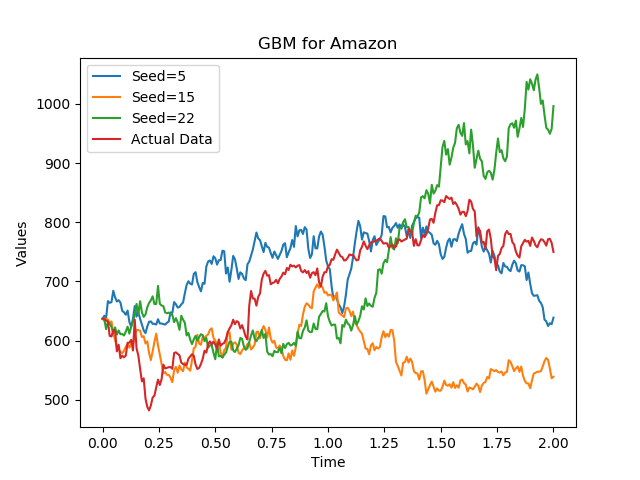 GBM for Amazon
Seed=5
Seed=15
Seed=22
Actual Data
Values
1000
900
800
700
600
500
0.00 0.25 0.50 0.75 1.00 1.25 1.50 1.75 2.00
Time